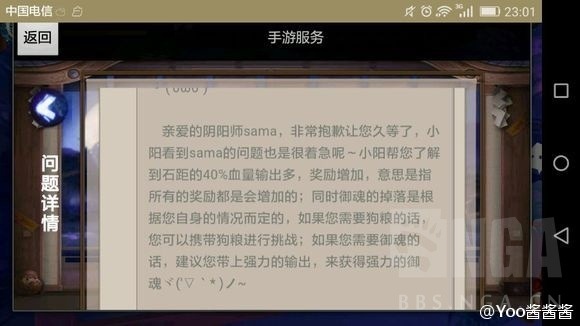 中国电信
23:01
返回
手游服务
问题详情
亲爱的阴阳师sama，非常抱歉让您久等了，小
阳看到sama的问题也是很着急呢～小阳帮您了解
到石距的40%血量输出多，奖励增加，意思是指
所有的奖励都是会增加的；同时御魂的掉落是根
据您自身的情况而定的，如果您需要狗粮的话，
您可以携带狗粮进行挑战；如果您需要御魂的
话，建议您带上强力的输出，来获得强力的御
魂ヾ('▽｀*)ノ~
NGA
BBS.NGA.CN
@Yoo酱酱酱